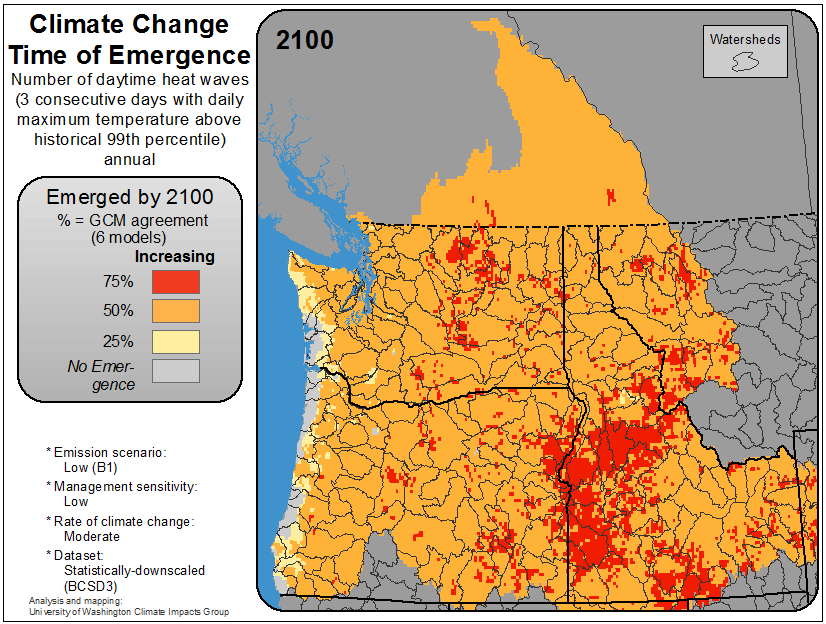 Climate Change
Time of Emergence
Number of daytime heat waves
(3 consecutive days with daily
maximum temperature above
historical 99th percentile)
annual
Emerged by 2100
% = GCM agreement
(6 models)
Increasing
75%
50%
25%
No Emer-
gence
* Emission scenario:
Low (B1)
* Management sensitivity:
Low
* Rate of climate change:
Moderate
* Dataset:
Statistically-downscaled
(BCSD3)
Analysis and mapping:
University of Washington Climate Impacts Group
2100
Watersheds